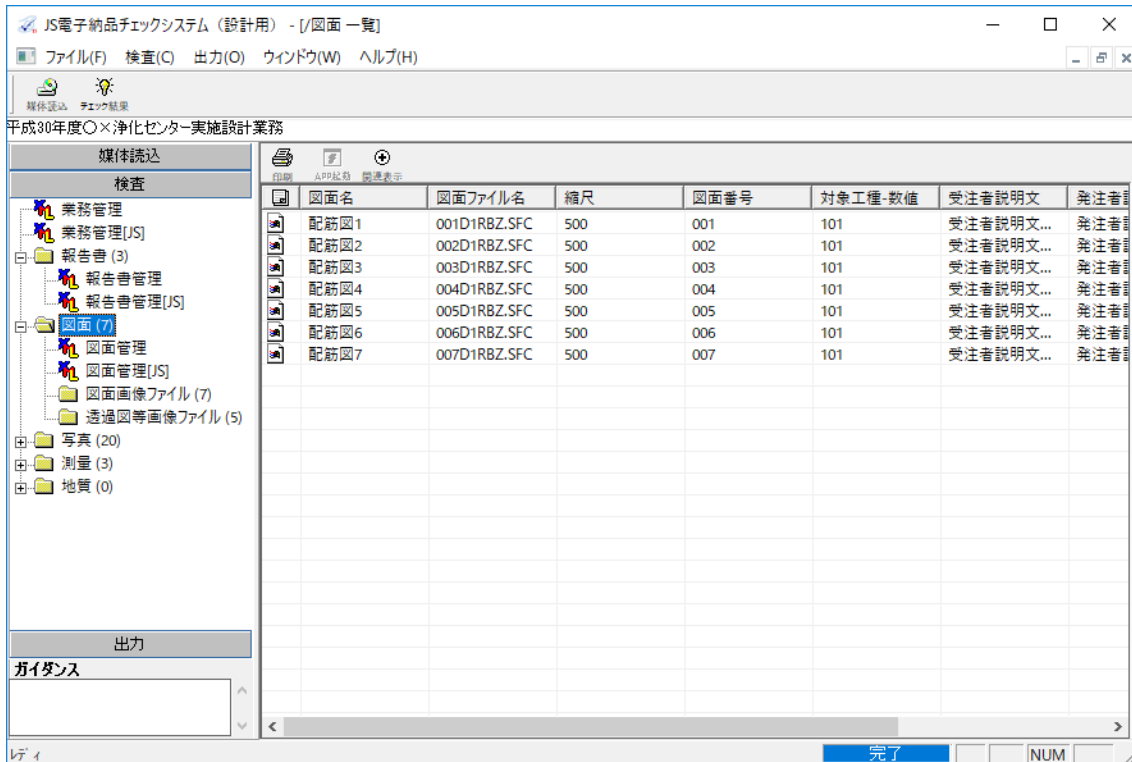 JS電子納品チェックシステム（設計用） - [/図面 一覧]
ファイル(F) 検査(C) 出力(O) ウィンドウ(W) ヘルプ(H)
媒体読込 チェック結果
平成30年度○×浄化センター実施設計業務
媒体読込
検査
業務管理
業務管理[JS]
報告書 (3)
報告書管理
報告書管理[JS]
図面 (7)
図面管理
図面管理[JS]
図面画像ファイル (7)
透過図等画像ファイル (5)
写真 (20)
測量 (3)
地質 (0)
出力
ガイダンス
印刷 APP起動 関連表示
図面名 図面ファイル名 縮尺 図面番号 対象工種-数値 受注者説明文 発注者
配筋図1 001D1RBZ.SFC 500 001 101 受注者説明文... 発注者
配筋図2 002D1RBZ.SFC 500 002 101 受注者説明文... 発注者
配筋図3 003D1RBZ.SFC 500 003 101 受注者説明文... 発注者
配筋図4 004D1RBZ.SFC 500 004 101 受注者説明文... 発注者
配筋図5 005D1RBZ.SFC 500 005 101 受注者説明文... 発注者
配筋図6 006D1RBZ.SFC 500 006 101 受注者説明文... 発注者
配筋図7 007D1RBZ.SFC 500 007 101 受注者説明文... 発注者
レディ 完了 NUM